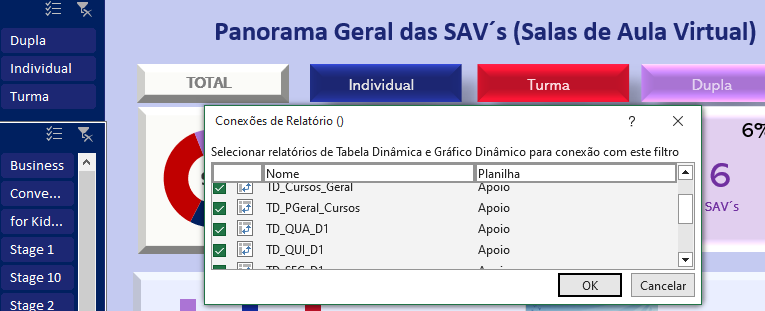 Panorama Geral das SAV´s (Salas de Aula Virtual)
Dupla
Individual
Turma
TOTAL
Individual
Turma
Dupla
Conexões de Relatório ()
Selecionar relatórios de Tabela Dinâmica e Gráfico Dinâmico para conexão com este filtro
Nome
Planilha
TD_Cursos_Geral
Apoio
TD_PGeral_Cursos
Apoio
TD_QUA_D1
Apoio
TD_QUI_D1
Apoio
TD_SEG_D1
Apoio
OK
Cancelar
6%
6
SAV´s
Business
Conve...
for Kid...
Stage 1
Stage 10
Stage 2